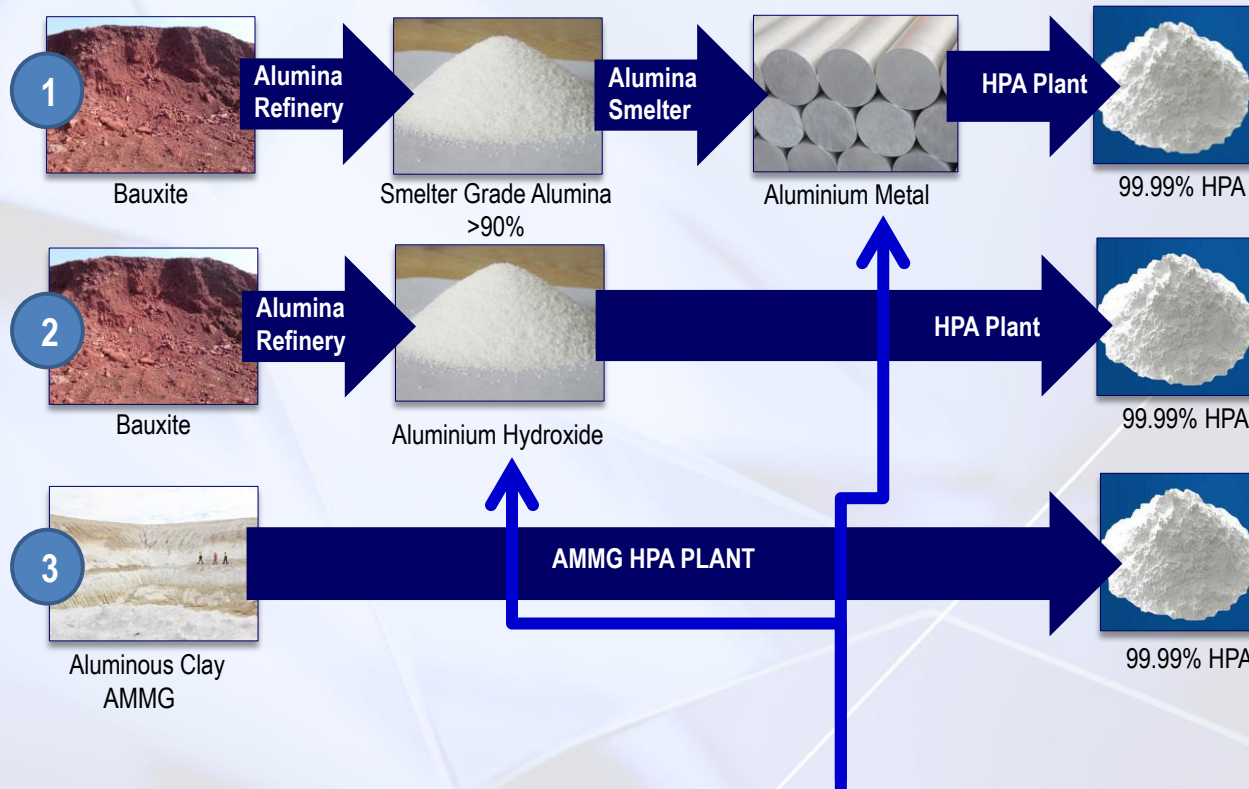 1
Alumina
Refinery
Alumina
Smelter
HPA Plant
Bauxite
Smelter Grade Alumina
>90%
Aluminium Metal
99.99% HPA
2
Alumina
Refinery
HPA Plant
Bauxite
Aluminium Hydroxide
99.99% HPA
3
AMMG HPA PLANT
Aluminous Clay
AMMG
99.99% HPA